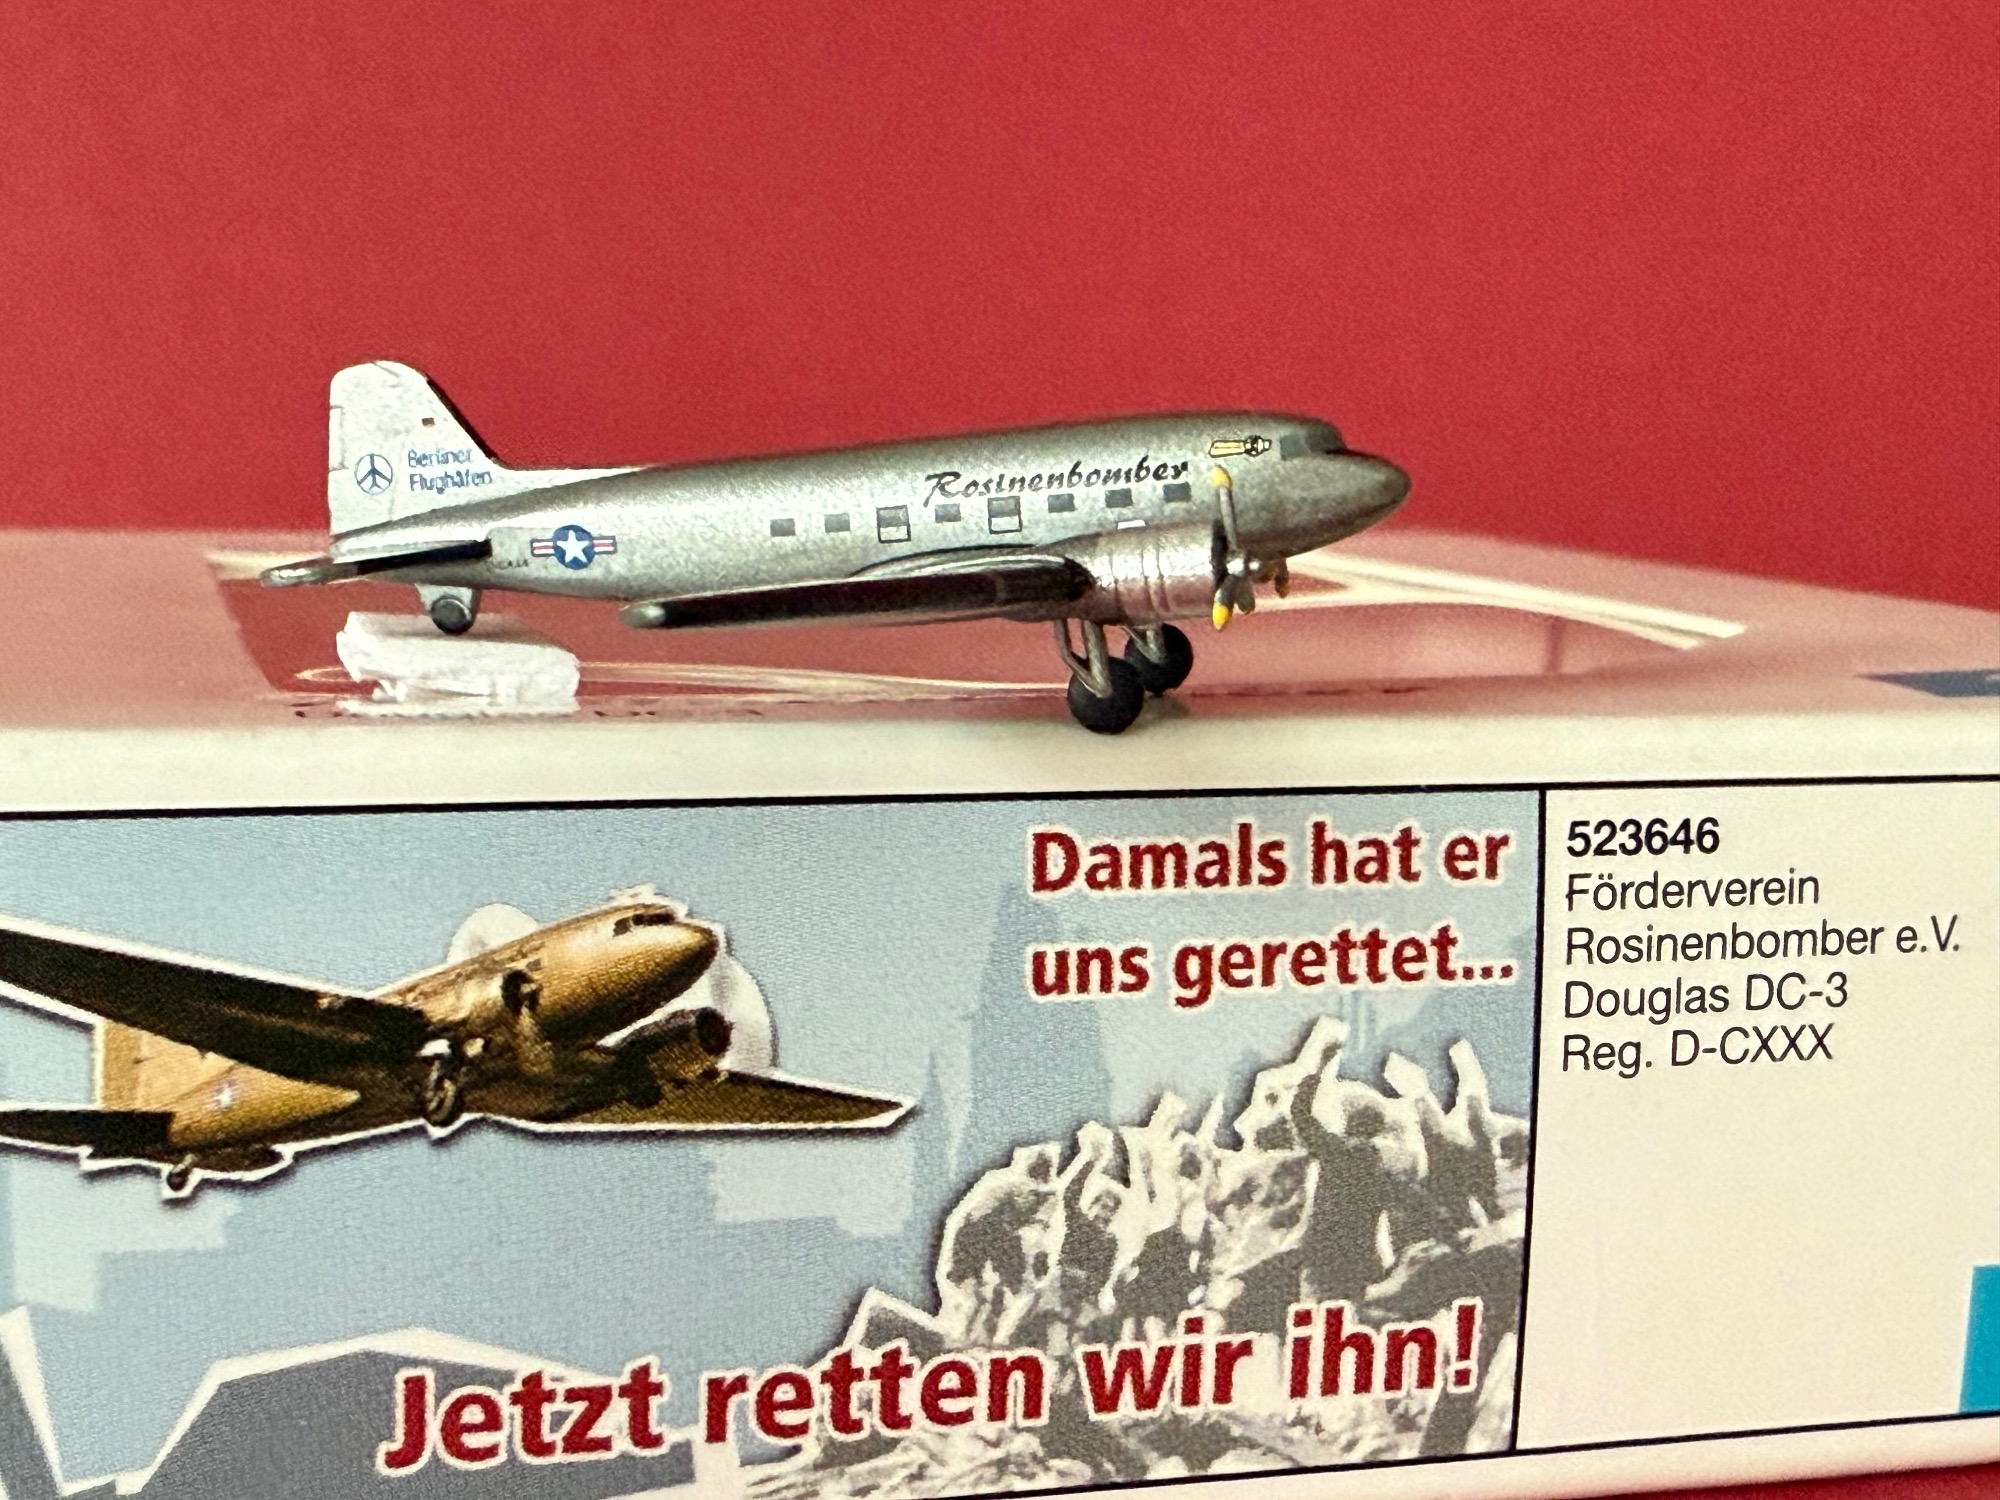 Berliner
Flughäfen
Rosinenbomber
Damals hat er
uns gerettet...
Jetzt retten wir ihn!
523646
Förderverein
Rosinenbomber e.V.
Douglas DC-3
Reg. D-CXXX